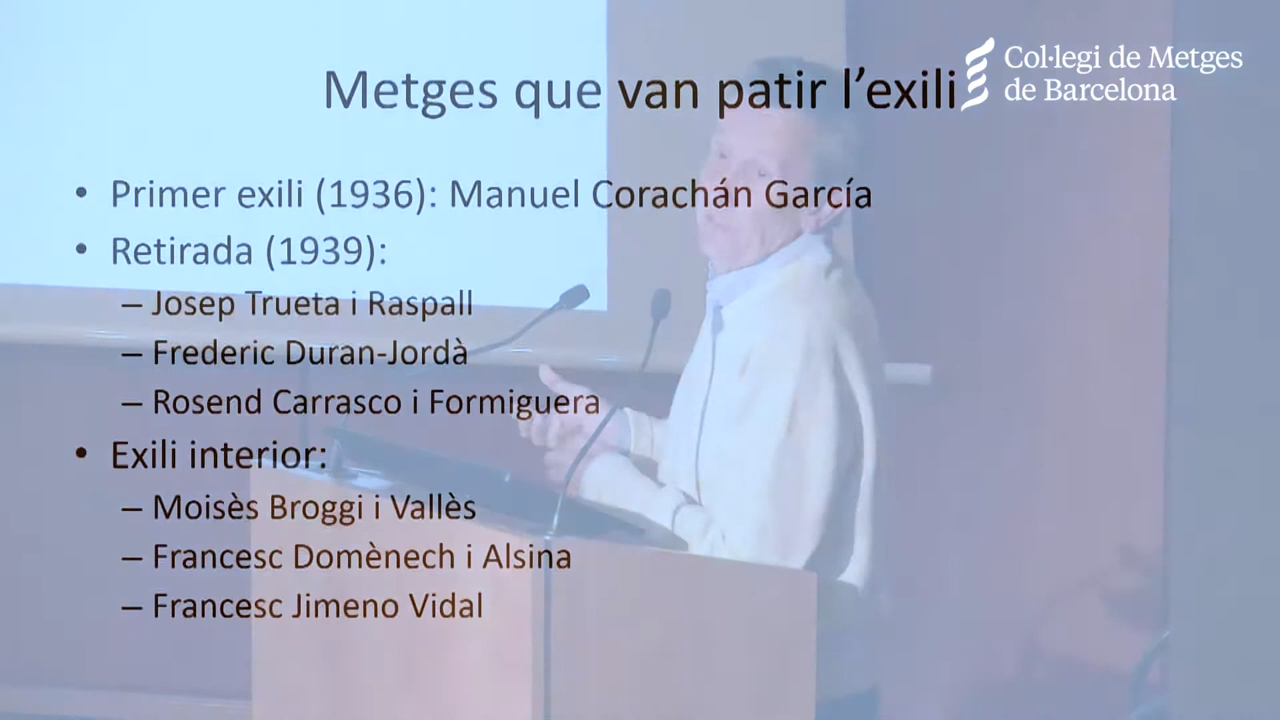 Col·legi de Metges
de Barcelona
Metges que van patir l’exili
• Primer exili (1936): Manuel Corachán García
• Retirada (1939):
– Josep Trueta i Raspall
– Frederic Duran-Jordà
– Rosend Carrasco i Formiguera
• Exili interior:
– Moisès Broggi i Vallès
– Francesc Domènech i Alsina
– Francesc Jimeno Vidal